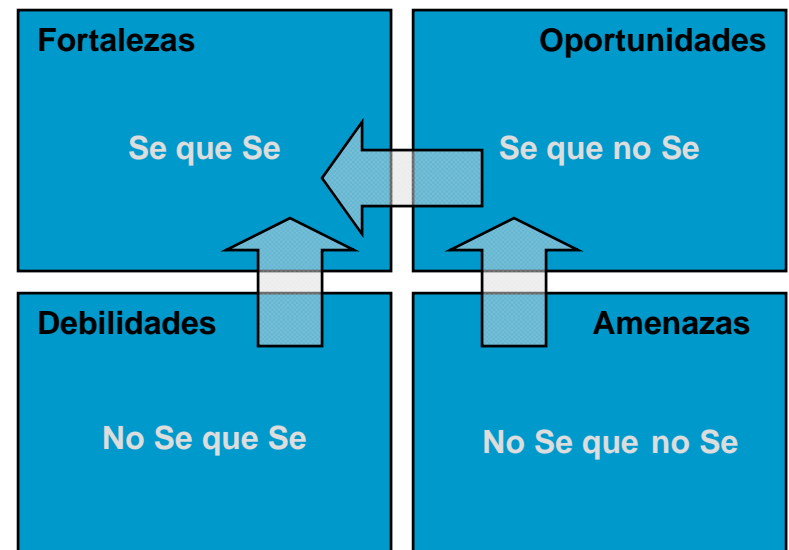 Fortalezas
Se que Se
Oportunidades
Se que no Se
Debilidades
No Se que Se
Amenazas
No Se que no Se